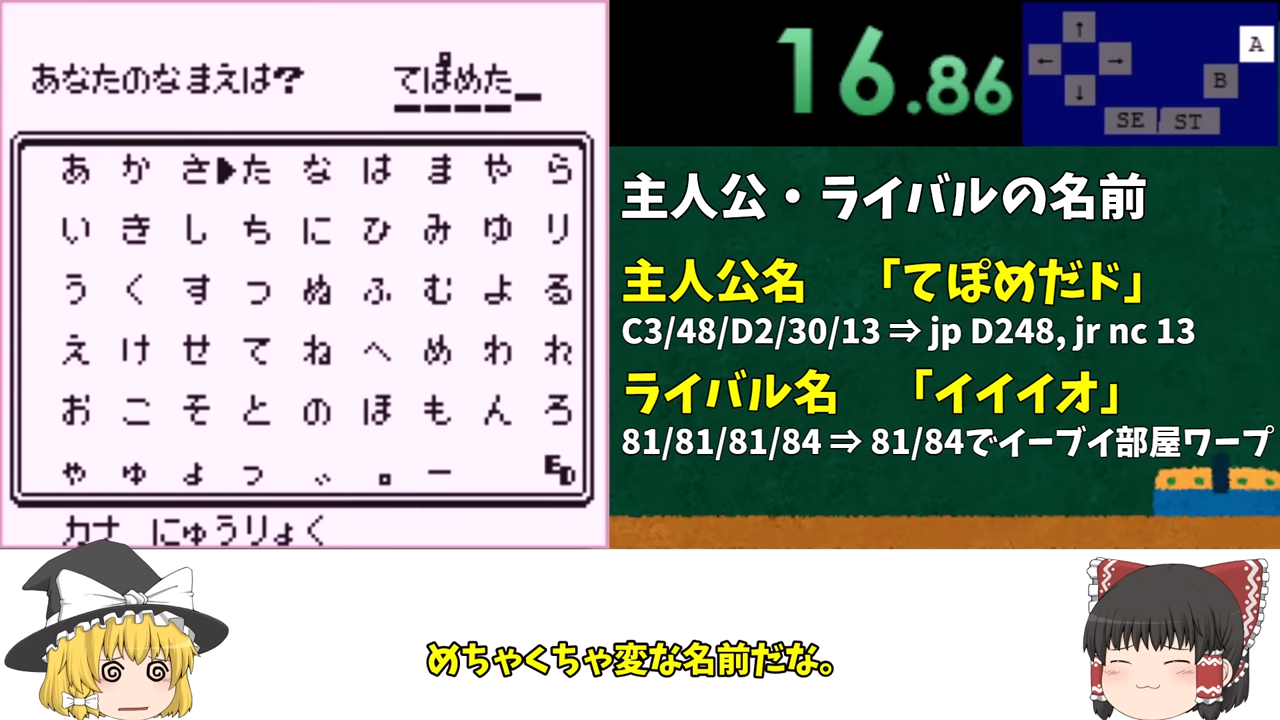 あなたのなまえは? てぽめた
あ か さ ▶た な は ま や ら
い き し ち に ひ み ゆ り
う く す つ ぬ ふ む よ る
え け せ て ね へ め わ れ
お こ そ と の ほ も ん ろ
ゃ ゅ ょ っ ゛ ゜ ー ED
カナ にゅうりょく
16.86
↑
← →
↓
A
B
SE ST
主人公・ライバルの名前
主人公名 「てぽめだド」
C3/48/D2/30/13 ⇒ jp D248, jr nc 13
ライバル名 「イイイオ」
81/81/81/84 ⇒ 81/84でイーブイ部屋ワープ
めちゃくちゃ変な名前だな。